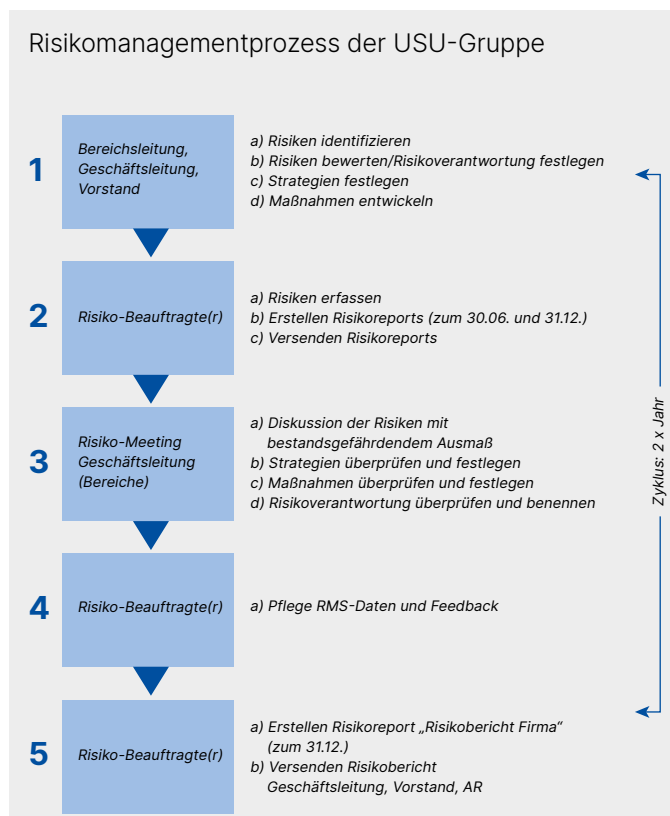 Risikomanagementprozess der USU-Gruppe
1
Bereichsleitung,
Geschäftsleitung,
Vorstand
a) Risiken identifizieren
b) Risiken bewerten/Risikoverantwortung festlegen
c) Strategien festlegen
d) Maßnahmen entwickeln
2
Risiko-Beauftragte(r)
a) Risiken erfassen
b) Erstellen Risikoreports (zum 30.06. und 31.12.)
c) Versenden Risikoreports
3
Risiko-Meeting
Geschäftsleitung
(Bereiche)
a) Diskussion der Risiken mit
bestandsgefährdendem Ausmaß
b) Strategien überprüfen und festlegen
c) Maßnahmen überprüfen und festlegen
d) Risikoverantwortung überprüfen und benennen
4
Risiko-Beauftragte(r)
a) Pflege RMS-Daten und Feedback
5
Risiko-Beauftragte(r)
a) Erstellen Risikoreport „Risikobericht Firma“
(zum 31.12.)
b) Versenden Risikobericht
Geschäftsleitung, Vorstand, AR
Zyklus: 2 x Jahr